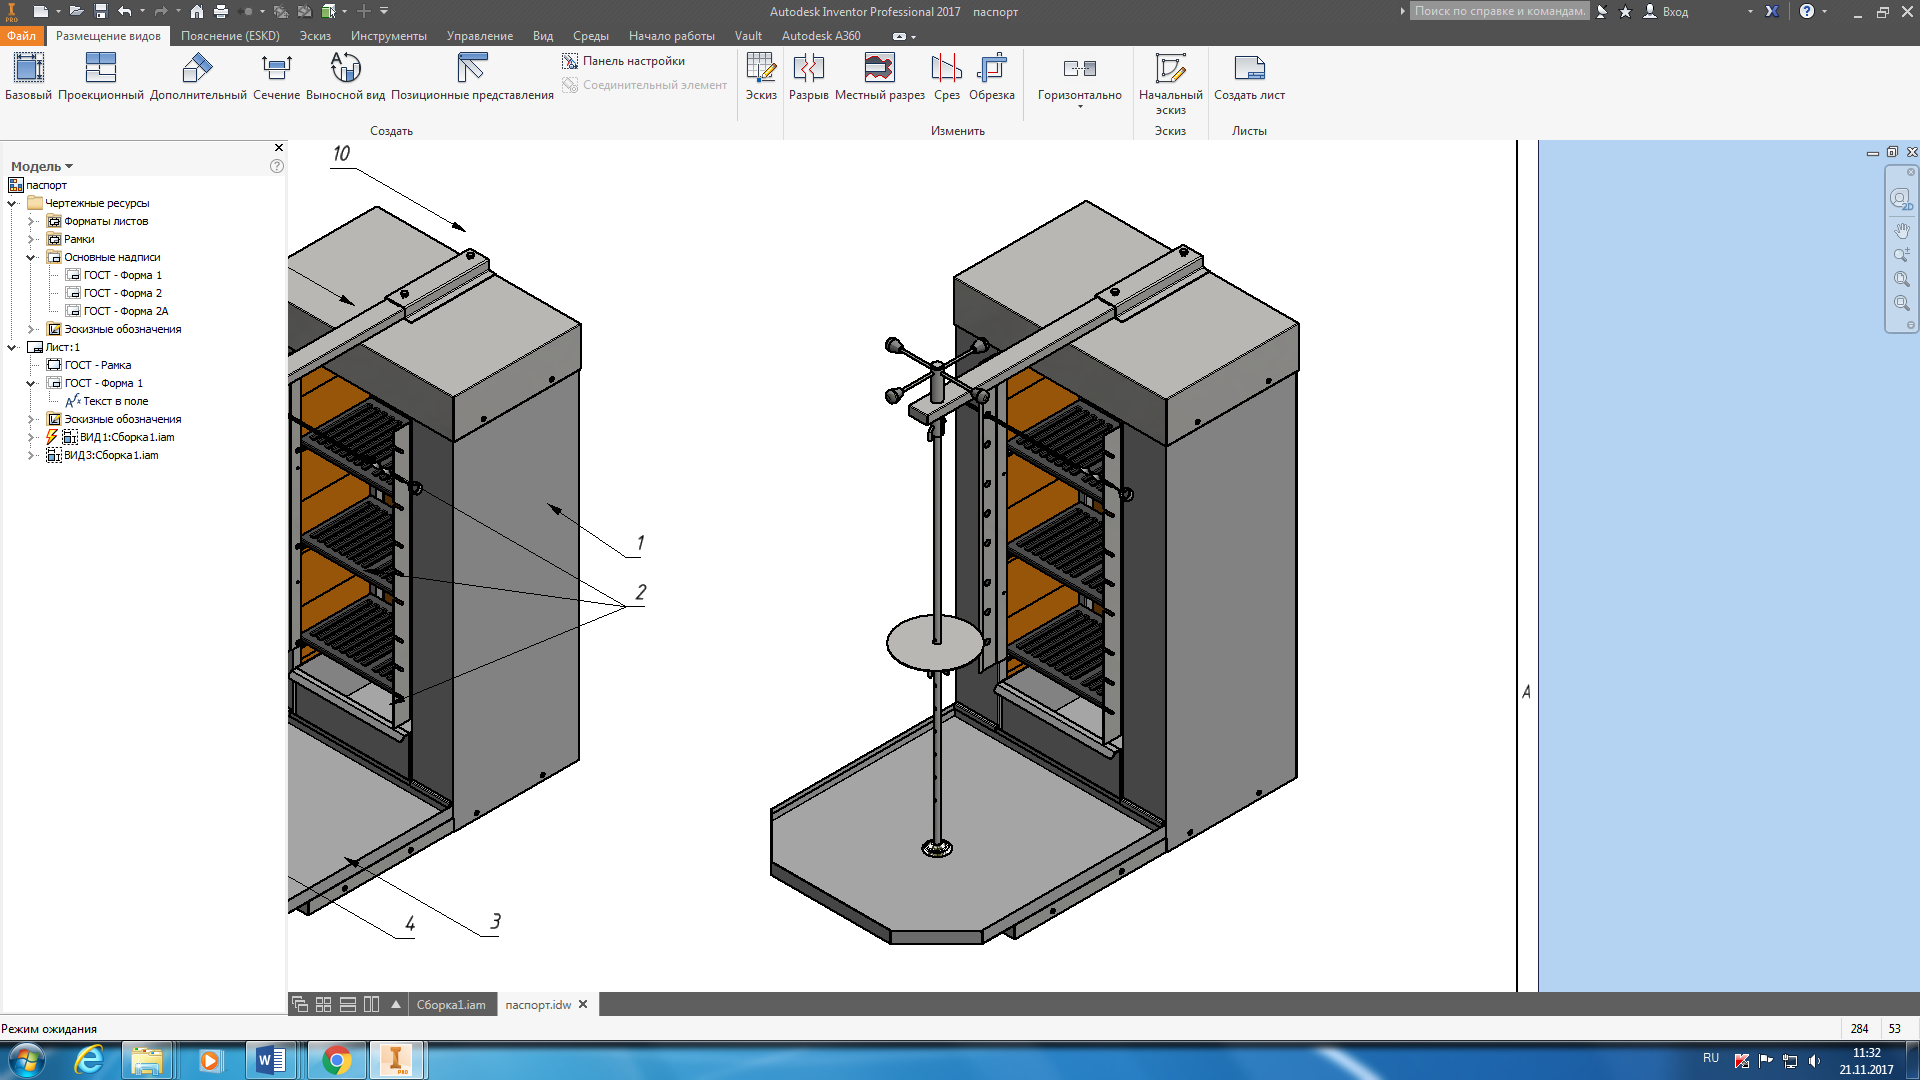 Autodesk Inventor Professional 2017 паспорт
Поиск по справке и командам.
Вход
PRO
Файл
Размещение видов
Пояснение (ESKD)
Эскиз
Инструменты
Управление
Вид
Среды
Начало работы
Vault
Autodesk A360
Базовый
Проекционный
Дополнительный
Сечение
Выносной вид
Позиционные представления
Панель настройки
Соединительный элемент
Эскиз
Разрыв
Местный разрез
Срез
Обрезка
Горизонтально
Начальный
эскиз
Создать лист
Создать
Изменить
Эскиз
Листы
Модель
паспорт
Чертежные ресурсы
Форматы листов
Рамки
Основные надписи
ГОСТ - Форма 1
ГОСТ - Форма 2
ГОСТ - Форма 2А
Эскизные обозначения
Лист:1
ГОСТ - Рамка
ГОСТ - Форма 1
Текст в поле
Эскизные обозначения
ВИД1:Сборка1.iam
ВИД3:Сборка1.iam
10
1
2
3
4
A
2D
Сборка1.iam
паспорт.idw
Режим ожидания
284 53
RU
11:32
21.11.2017